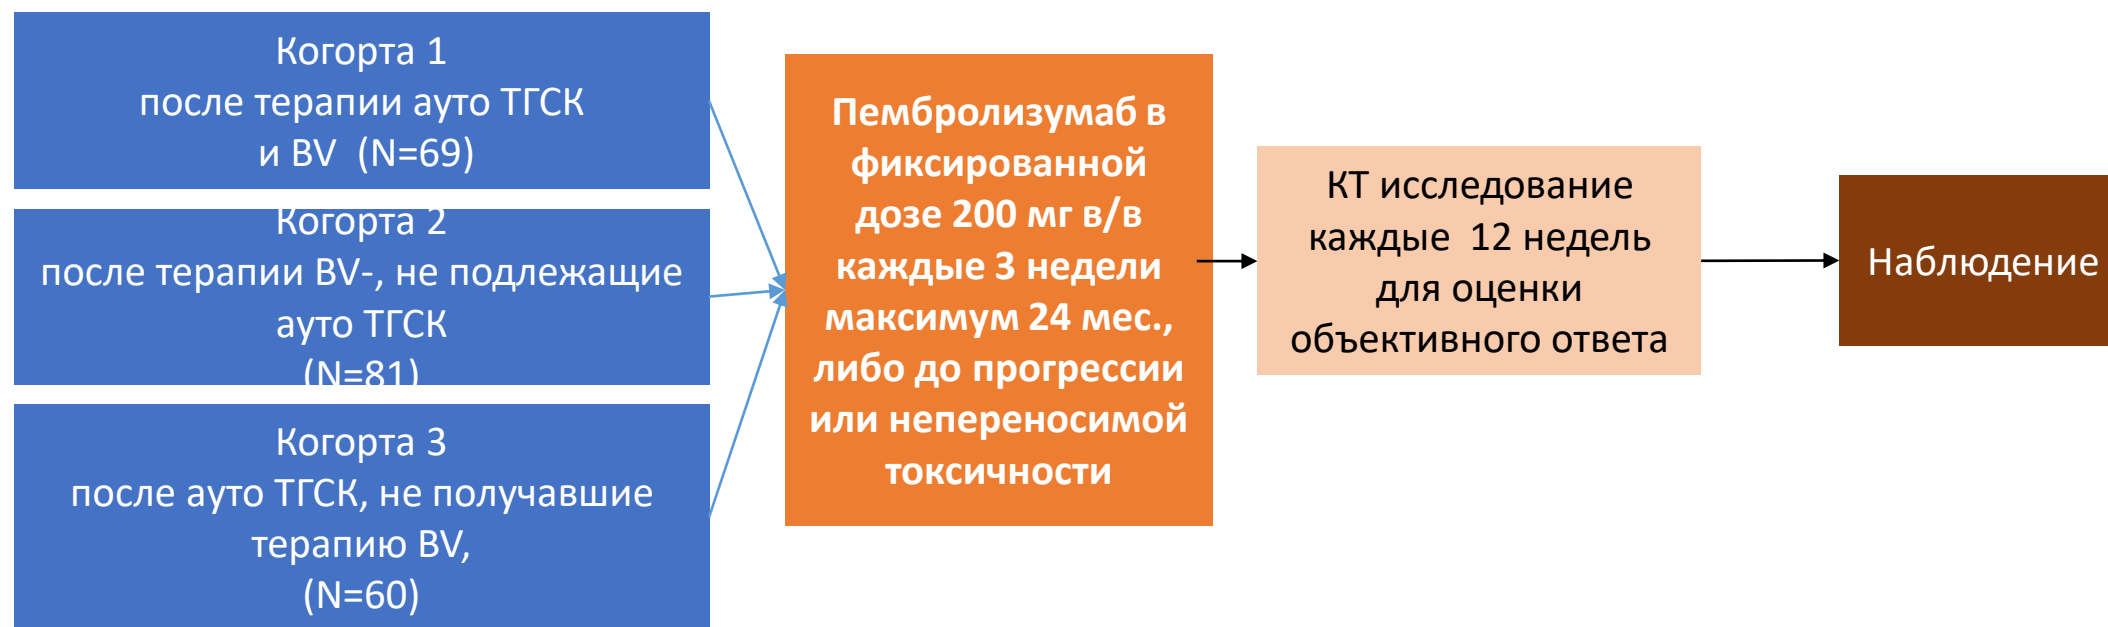 Когорта 1
после терапии ауто ТГСК
и BV (N=69)
Когорта 2
после терапии BV-, не подлежащие
ауто ТГСК
(N=81)
Когорта 3
после ауто ТГСК, не получавшие
терапию BV,
(N=60)
Пембролизумаб в
фиксированной
дозе 200 мг в/в
каждые 3 недели
максимум 24 мес.,
либо до прогрессии
или непереносимой
токсичности
КТ исследование
каждые 12 недель
для оценки
объективного ответа
Наблюдение